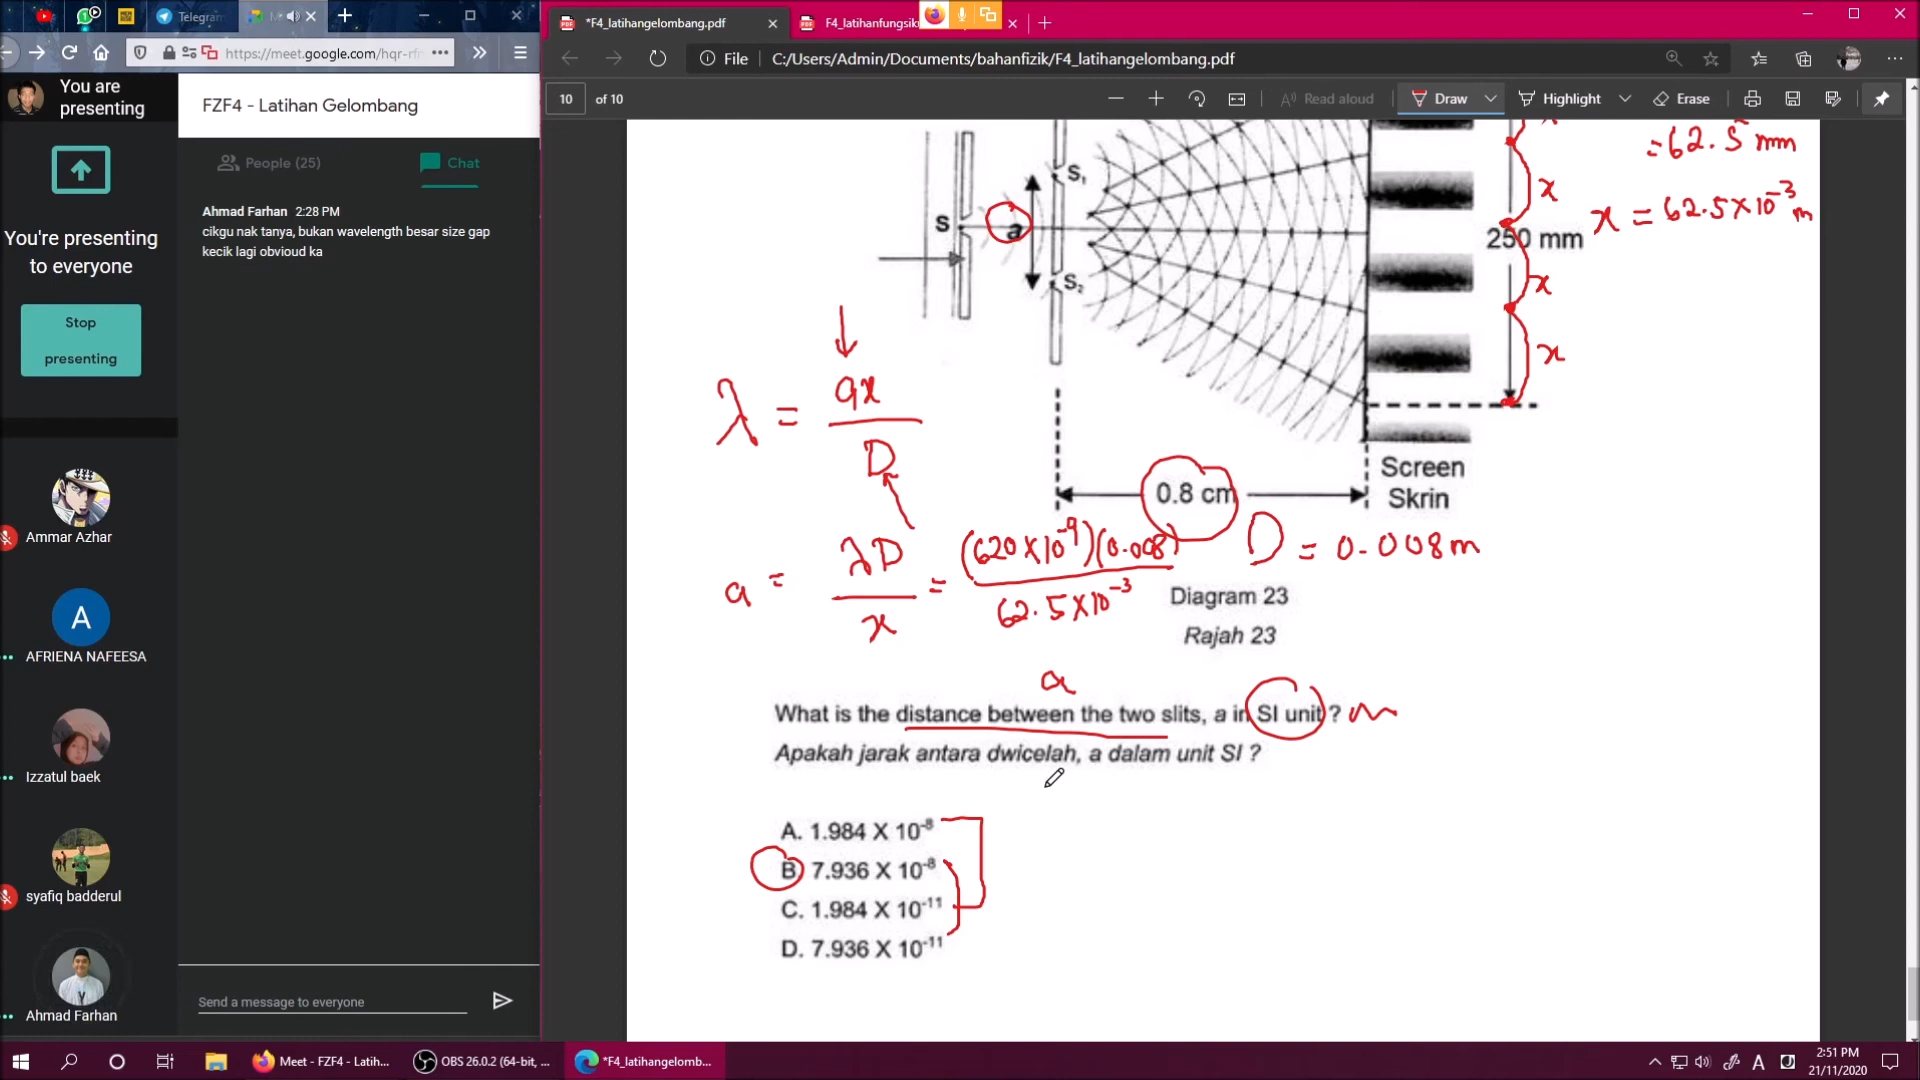 Telegram
M
*F4_latihangelombang.pdf
F4_latihanfungsik
https://meet.google.com/hqr-rf
File C:/Users/Admin/Documents/bahanfizik/F4_latihangelombang.pdf
10 of 10
Read aloud
Draw
Highlight
Erase
You are presenting
FZF4 - Latihan Gelombang
People (25)
Chat
Ahmad Farhan 2:28 PM
cikgu nak tanya, bukan wavelength besar size gap
kecik lagi obvioud ka
You're presenting
to everyone
Stop
presenting
Ammar Azhar
A
AFRIENA NAFEESA
Izzatul baek
syafiq badderul
Ahmad Farhan
Send a message to everyone
= 62.5 mm
x
x = 62.5 X 10⁻³ m
S₁
S
a
S₂
250 mm
x
x
λ = ax
D
0.8 cm
Screen
Skrin
D = 0.008 m
a = λD = (620 X 10⁻⁹)(0.008)
x 62.5 X 10⁻³
Diagram 23
Rajah 23
a
What is the distance between the two slits, a in SI unit ? m
Apakah jarak antara dwicelah, a dalam unit SI ?
A. 1.984 X 10⁻⁸
B 7.936 X 10⁻⁸
C. 1.984 X 10⁻¹¹
D. 7.936 X 10⁻¹¹
Meet - FZF4 - Latih...
OBS 26.0.2 (64-bit, ...
*F4_latihangelomb...
A
2:51 PM
21/11/2020